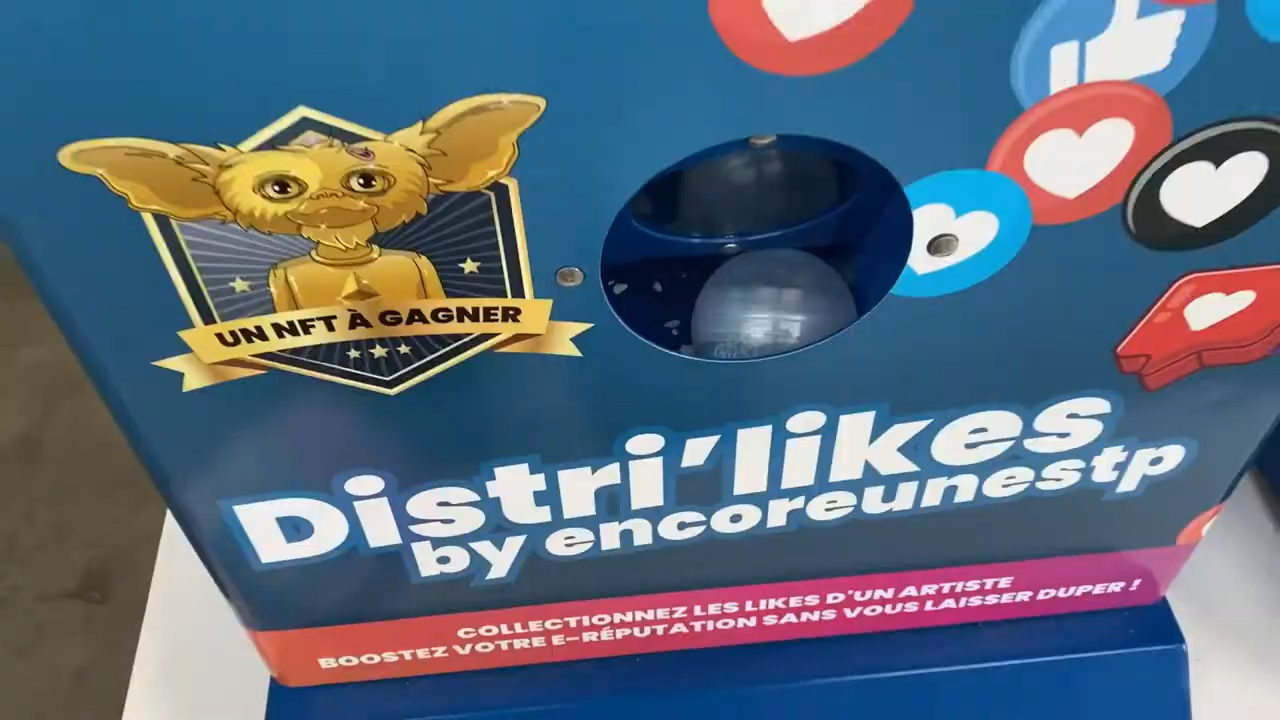 UN NFT À GAGNER
Distri'likes
by encoreunestp
COLLECTIONNEZ LES LIKES D'UN ARTISTE
BOOSTEZ VOTRE E-RÉPUTATION SANS VOUS LAISSER DUPER !